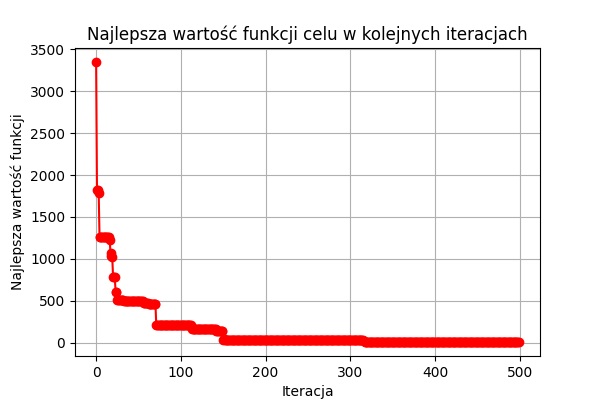 Najlepsza wartość funkcji celu w kolejnych iteracjach
3500
3000
2500
2000
1500
1000
500
0
Najlepsza wartość funkcji
0 100 200 300 400 500
Iteracja